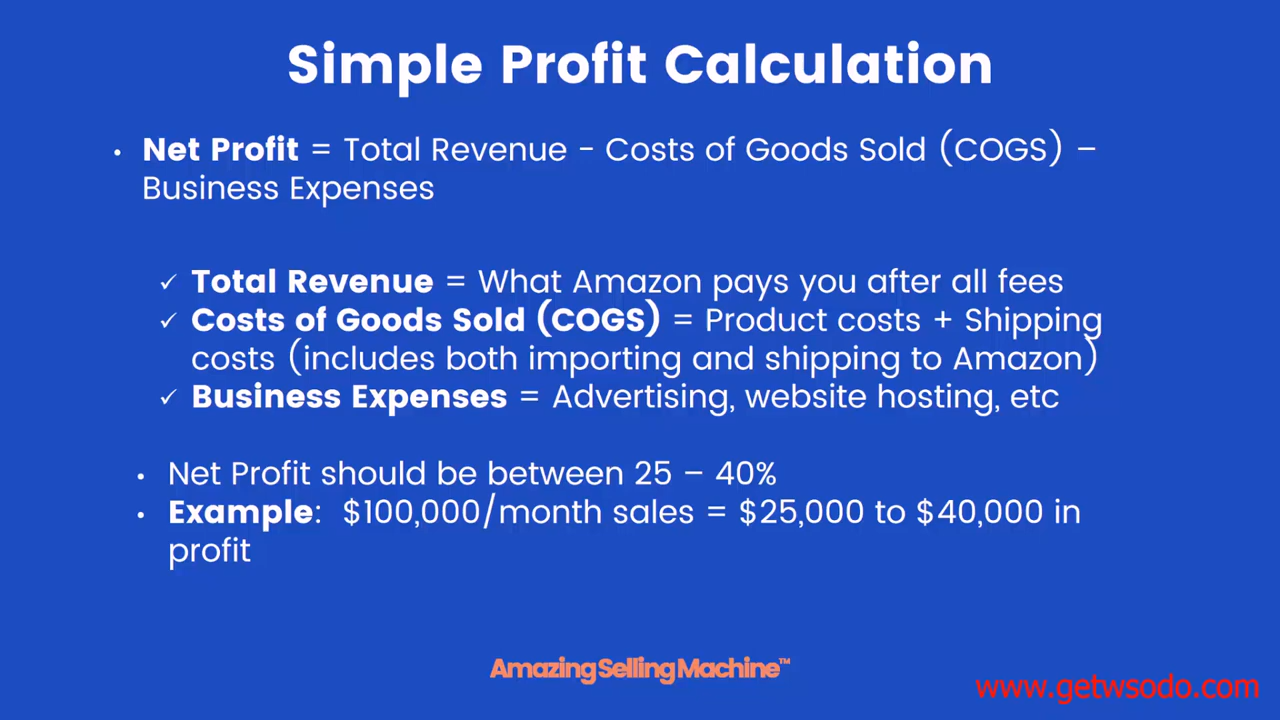 Simple Profit Calculation
• Net Profit = Total Revenue - Costs of Goods Sold (COGS) –
Business Expenses
✓ Total Revenue = What Amazon pays you after all fees
✓ Costs of Goods Sold (COGS) = Product costs + Shipping
costs (includes both importing and shipping to Amazon)
✓ Business Expenses = Advertising, website hosting, etc
• Net Profit should be between 25 – 40%
• Example: $100,000/month sales = $25,000 to $40,000 in
profit
AmazingSellingMachine™
www.getwsodo.com